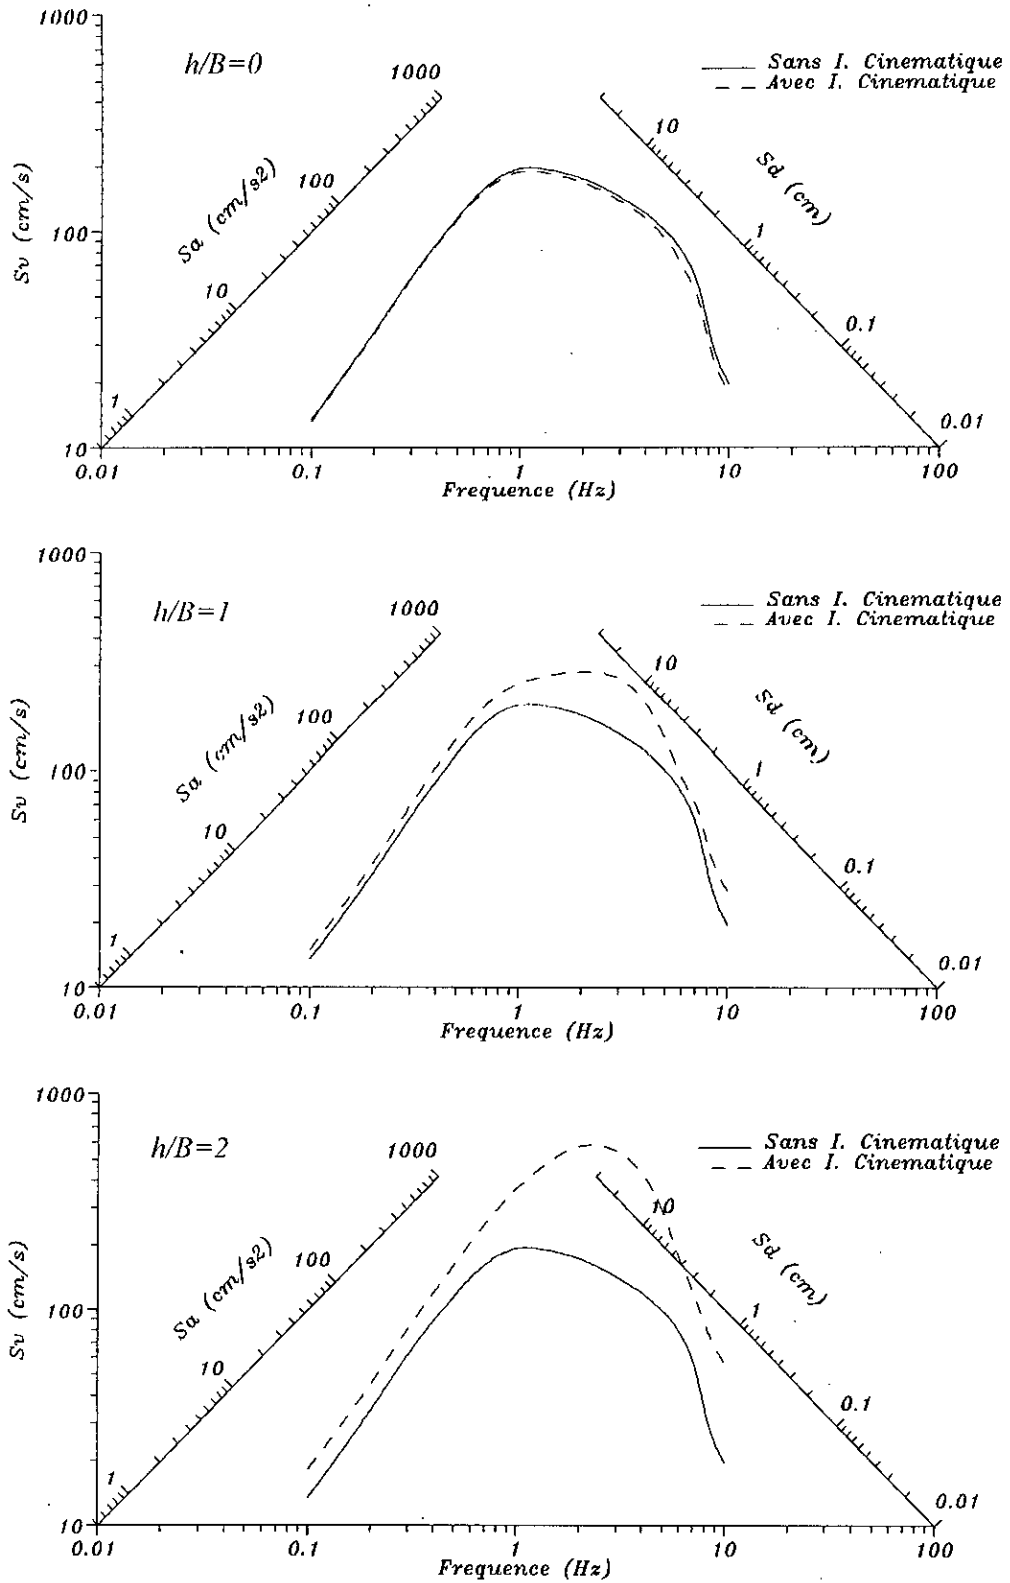 1000
h/B=0
1000
Sans I. Cinematique
Avec I. Cinematique
10
Sd (cm)
Sv (cm/s)
Sa (cm/s2)
100
100
1
10
0.1
1
0.01
10
0.01
0.1
1
10
100
Frequence (Hz)
1000
h/B=1
1000
Sans I. Cinematique
Avec I. Cinematique
10
Sd (cm)
Sv (cm/s)
Sa (cm/s2)
100
100
1
10
0.1
1
0.01
10
0.01
0.1
1
10
100
Frequence (Hz)
1000
h/B=2
1000
Sans I. Cinematique
Avec I. Cinematique
10
Sd (cm)
Sv (cm/s)
Sa (cm/s2)
100
100
1
10
0.1
1
0.01
10
0.01
0.1
1
10
100
Frequence (Hz)